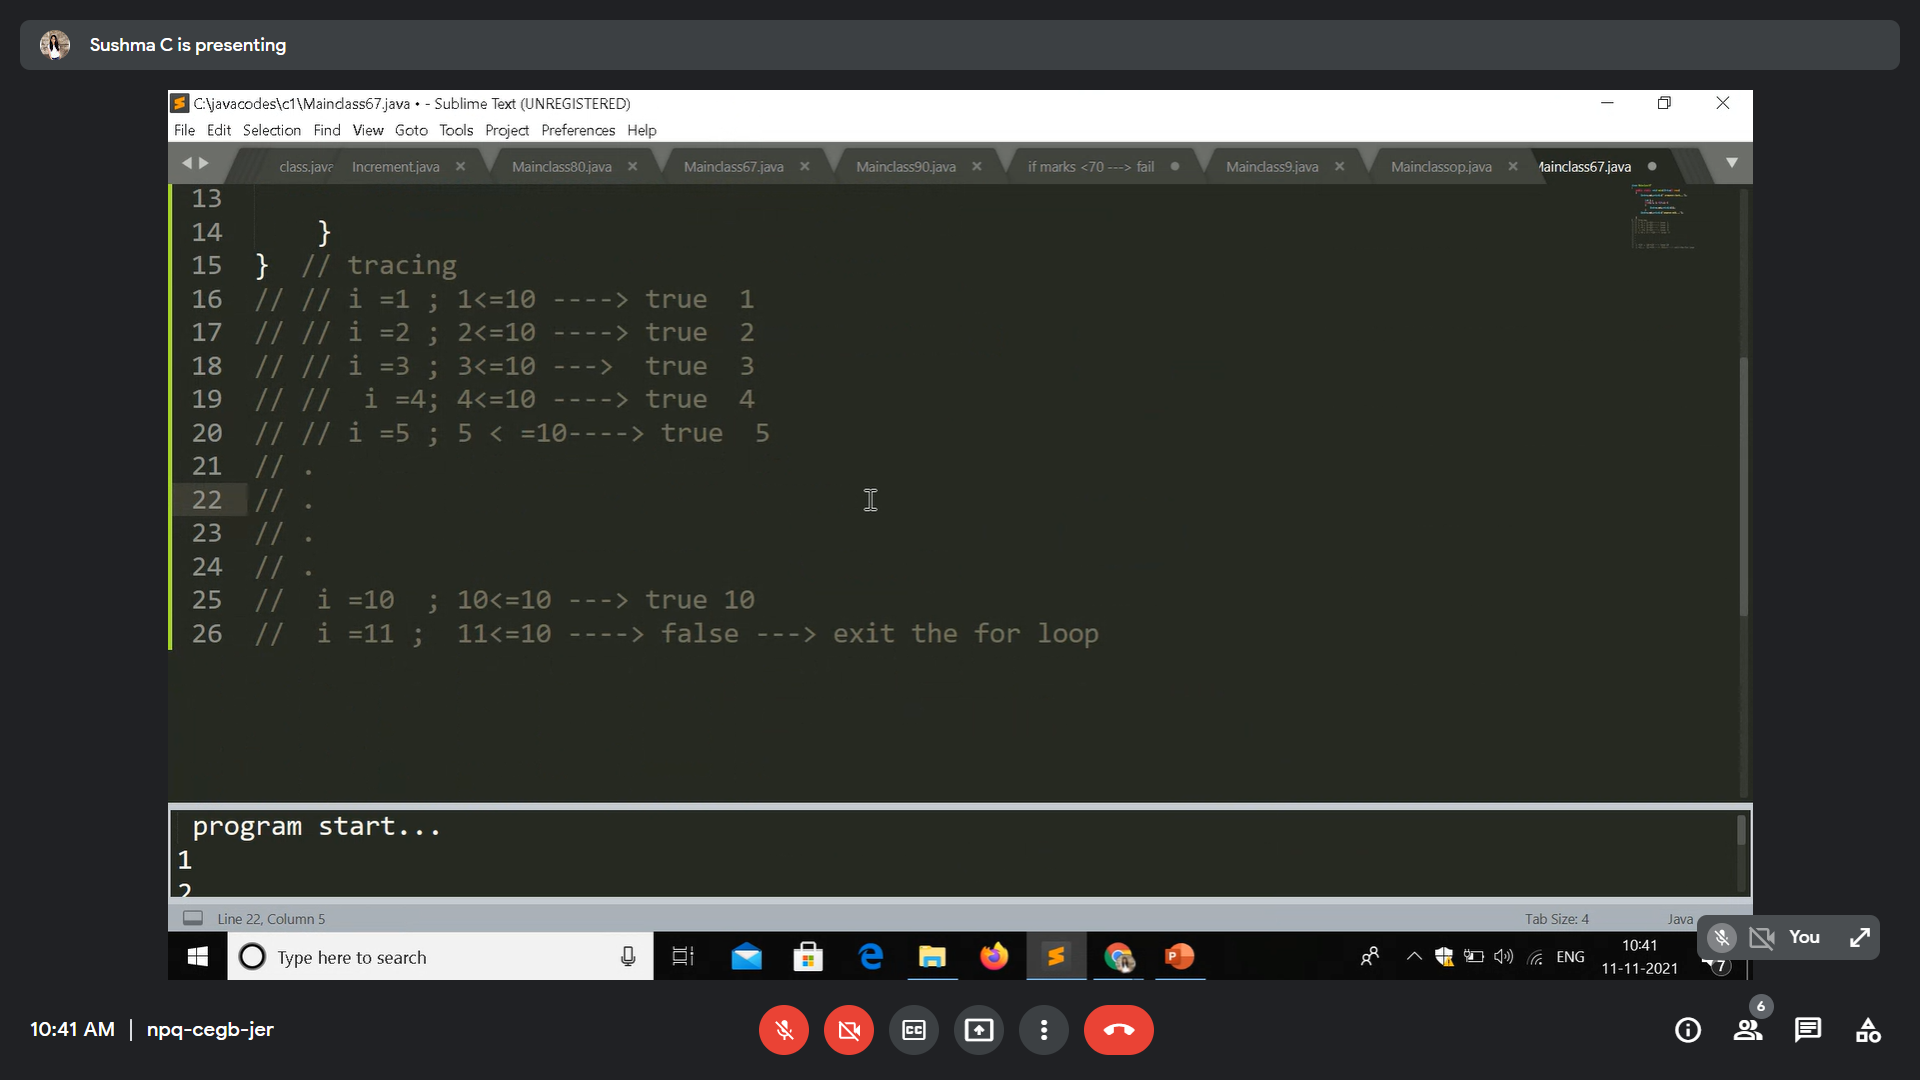 Sushma C is presenting
C:\javacodes\c1\Mainclass67.java • - Sublime Text (UNREGISTERED)
File Edit Selection Find View Goto Tools Project Preferences Help
class.java Increment.java Mainclass80.java Mainclass67.java Mainclass90.java if marks <70 ---> fail Mainclass9.java Mainclassop.java Mainclass67.java
13
14 }
15 } // tracing
16 // // i =1 ; 1<=10 ----> true 1
17 // // i =2 ; 2<=10 ----> true 2
18 // // i =3 ; 3<=10 ---> true 3
19 // // i =4; 4<=10 ----> true 4
20 // // i =5 ; 5 < =10----> true 5
21 // .
22 // .
23 // .
24 // .
25 // i =10 ; 10<=10 ---> true 10
26 // i =11 ; 11<=10 ----> false ---> exit the for loop
program start...
1
2
Line 22, Column 5 Tab Size: 4 Java
You
Type here to search ENG 10:41
11-11-2021 7
6
10:41 AM | npq-cegb-jer